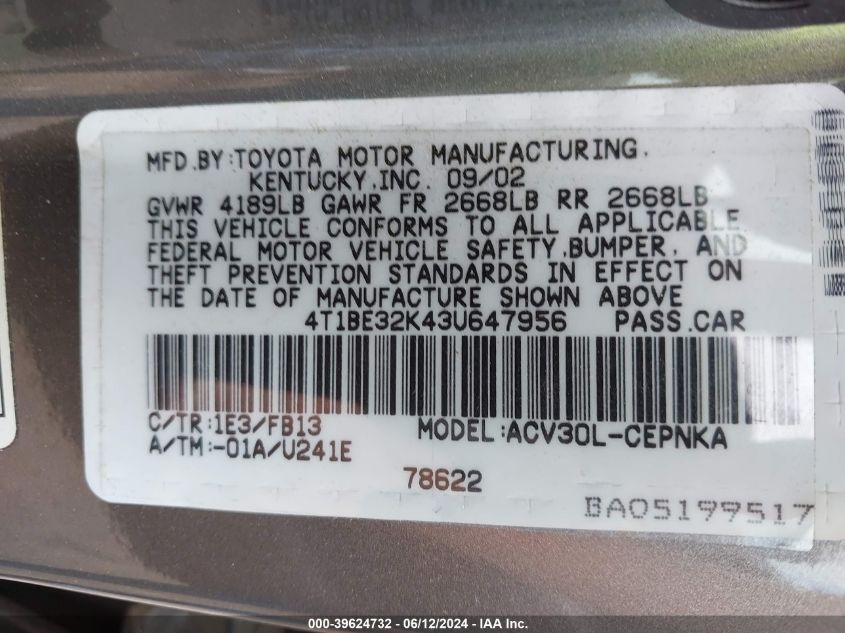 MFD.BY:TOYOTA MOTOR MANUFACTURING,
KENTUCKY,INC. 09/02
GVWR 4189LB GAWR FR 2668LB RR 2668LB
THIS VEHICLE CONFORMS TO ALL APPLICABLE
FEDERAL MOTOR VEHICLE SAFETY,BUMPER, AND
THEFT PREVENTION STANDARDS IN EFFECT ON
THE DATE OF MANUFACTURE SHOWN ABOVE
4T1BE32K43U647956 PASS.CAR
C/TR:1E3/FB13 MODEL:ACV30L-CEPNKA
A/TM:-01A/U241E
78622
BA05199517
000-39624732 - 06/12/2024 - IAA Inc.